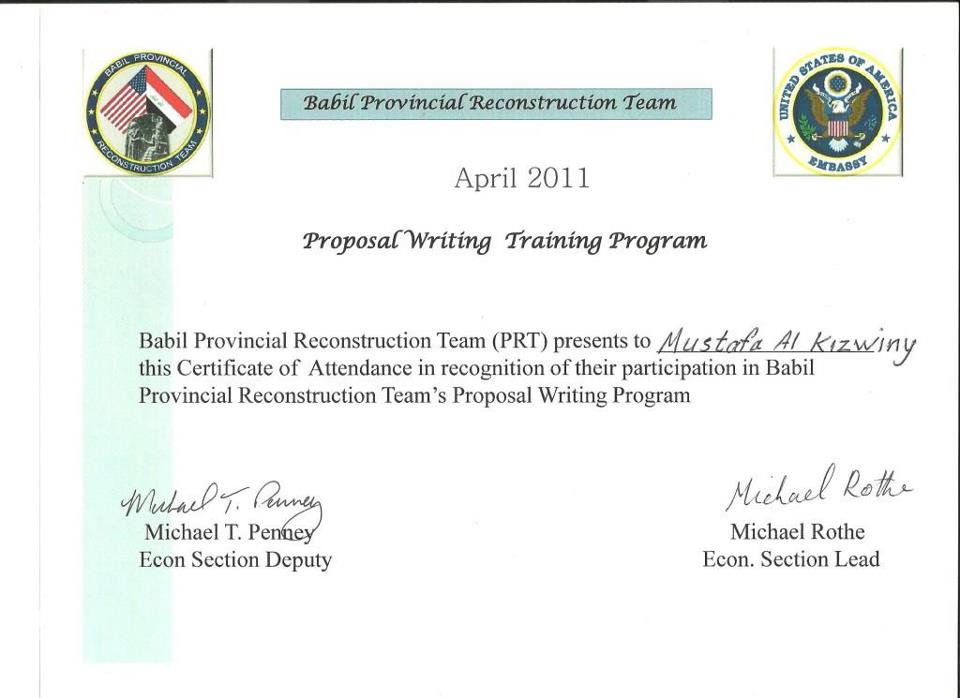 BABIL PROVINCIAL
RECONSTRUCTION TEAM
Babil Provincial Reconstruction Team
UNITED STATES OF AMERICA
EMBASSY
April 2011
Proposal Writing Training Program
Babil Provincial Reconstruction Team (PRT) presents to Mustafa Al Kizwiny
this Certificate of Attendance in recognition of their participation in Babil
Provincial Reconstruction Team's Proposal Writing Program
Michael T. Penney
Michael Rothe
Michael T. Penney
Michael Rothe
Econ Section Deputy
Econ. Section Lead